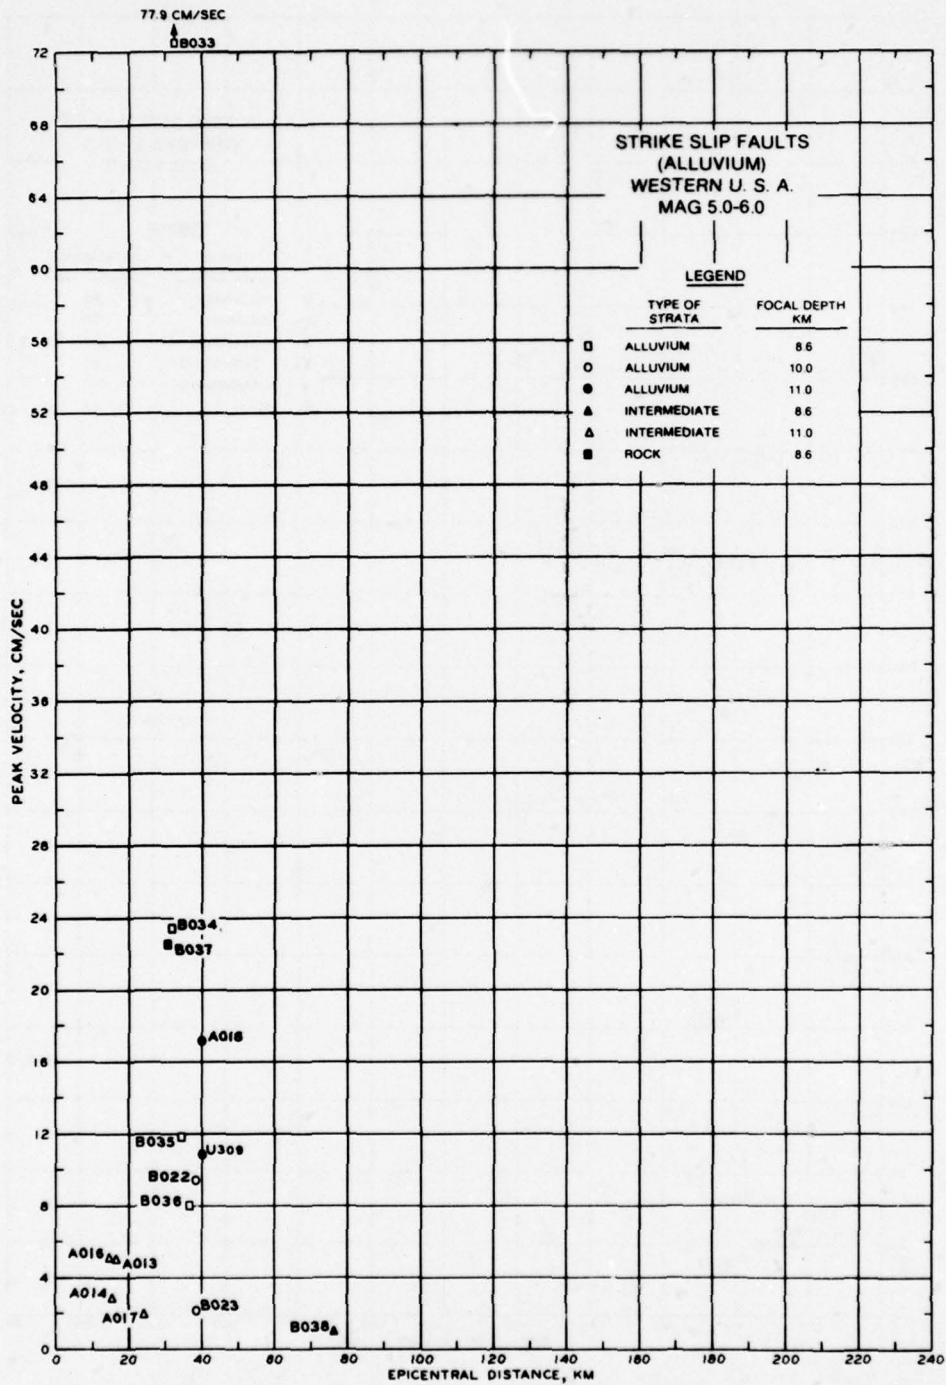 77.9 CM/SEC
B033
72
68
64
60
56
52
48
44
40
36
32
28
24
20
16
12
8
4
0
PEAK VELOCITY, CM/SEC
STRIKE SLIP FAULTS
(ALLUVIUM)
WESTERN U. S. A.
MAG 5.0-6.0
LEGEND
TYPE OF STRATA FOCAL DEPTH KM
ALLUVIUM 8.6
ALLUVIUM 10.0
ALLUVIUM 11.0
INTERMEDIATE 8.6
INTERMEDIATE 11.0
ROCK 8.6
B034
B037
A018
B035
U309
B022
B036
A016
A013
A014
A017
B023
B038
0 20 40 60 80 100 120 140 160 180 200 220 240
EPICENTRAL DISTANCE, KM